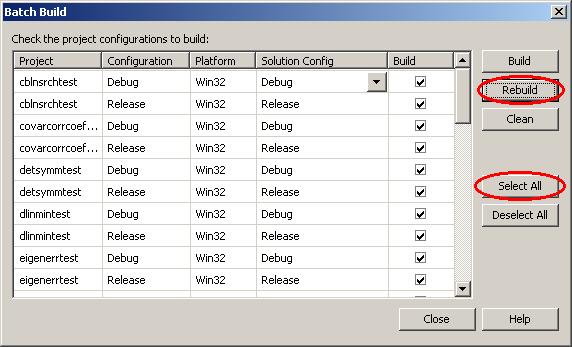 Batch Build
Check the project configurations to build:
Project Configuration Platform Solution Config Build
cblnsrchtest Debug Win32 Debug
cblnsrchtest Release Win32 Release
covarcorrcoef... Debug Win32 Debug
covarcorrcoef... Release Win32 Release
detsymmtest Debug Win32 Debug
detsymmtest Release Win32 Release
dlinmintest Debug Win32 Debug
dlinmintest Release Win32 Release
eigenerrtest Debug Win32 Debug
eigenerrtest Release Win32 Release
Build
Rebuild
Clean
Select All
Deselect All
Close Help